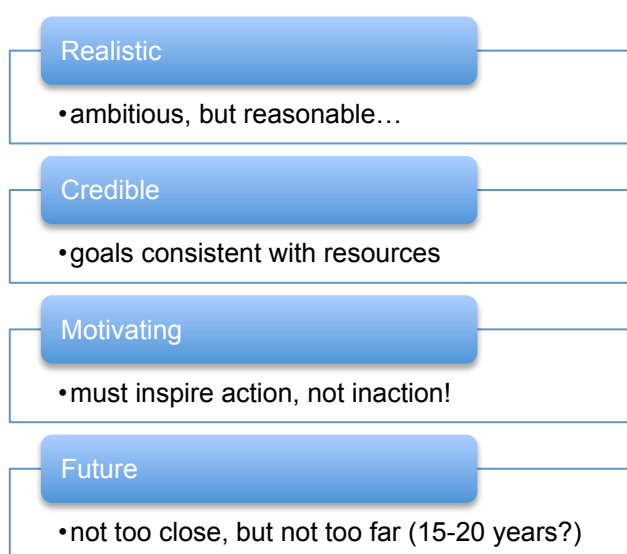 Realistic
•ambitious, but reasonable…
Credible
•goals consistent with resources
Motivating
•must inspire action, not inaction!
Future
•not too close, but not too far (15-20 years?)